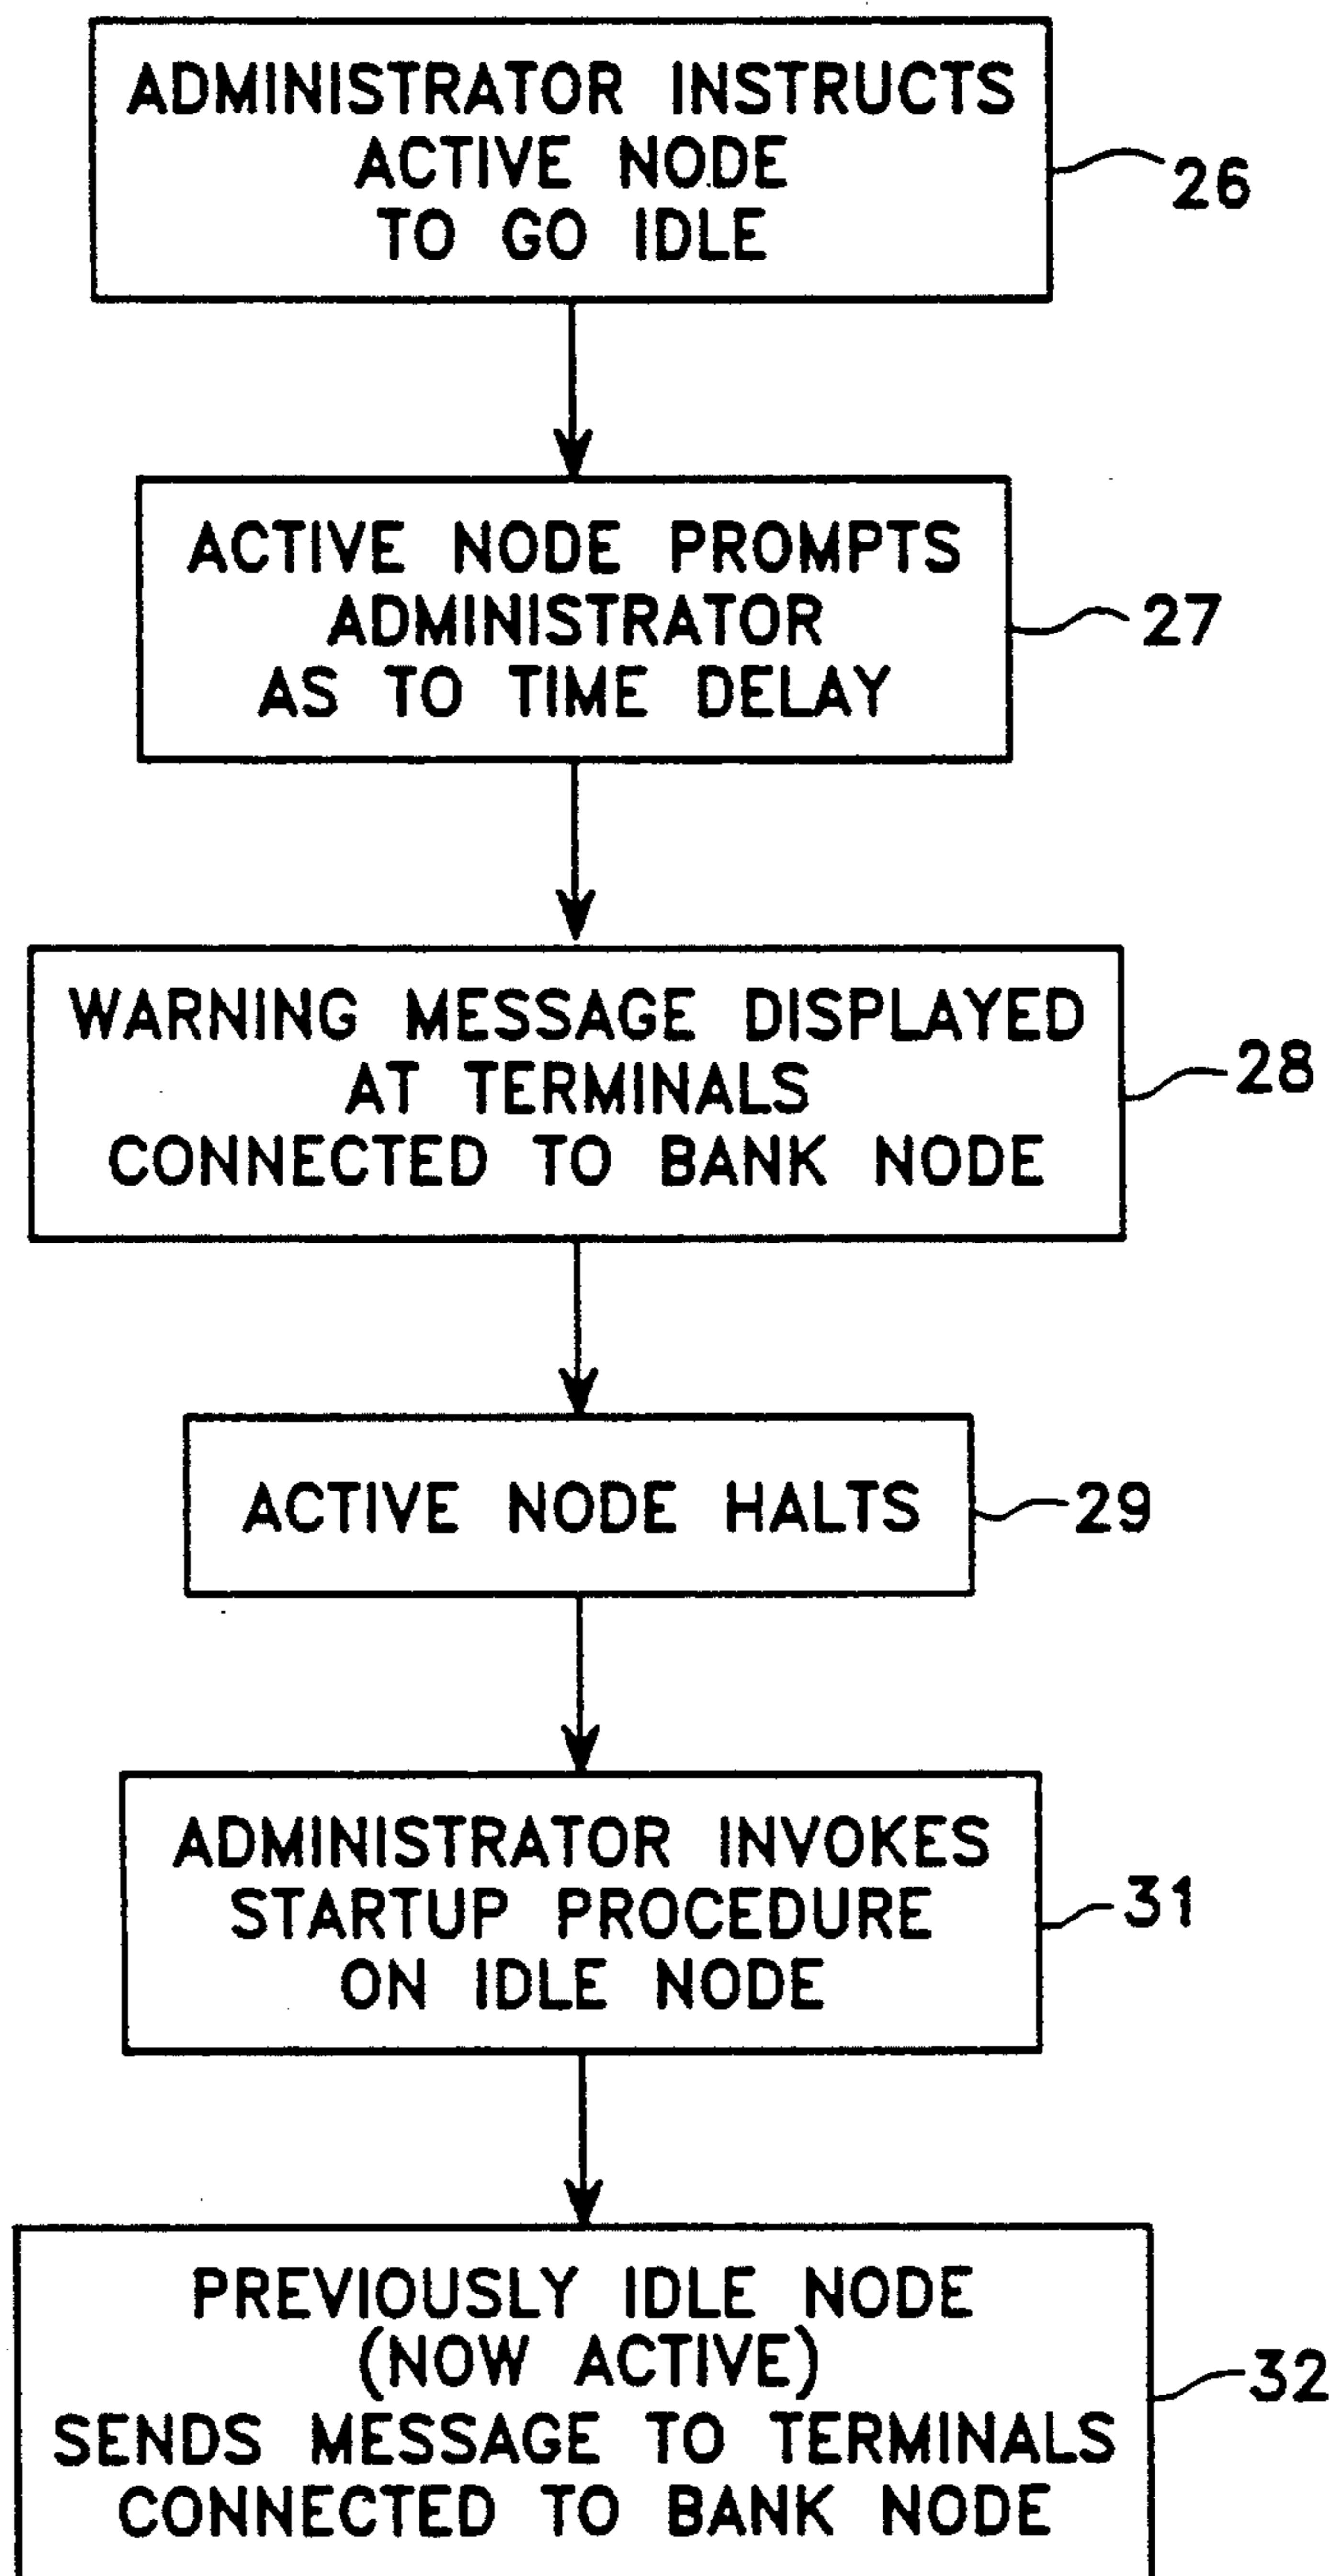 ADMINISTRATOR INSTRUCTS
ACTIVE NODE
TO GO IDLE
26
ACTIVE NODE PROMPTS
ADMINISTRATOR
AS TO TIME DELAY
27
WARNING MESSAGE DISPLAYED
AT TERMINALS
CONNECTED TO BANK NODE
28
ACTIVE NODE HALTS
29
ADMINISTRATOR INVOKES
STARTUP PROCEDURE
ON IDLE NODE
31
PREVIOUSLY IDLE NODE
(NOW ACTIVE)
SENDS MESSAGE TO TERMINALS
CONNECTED TO BANK NODE
32